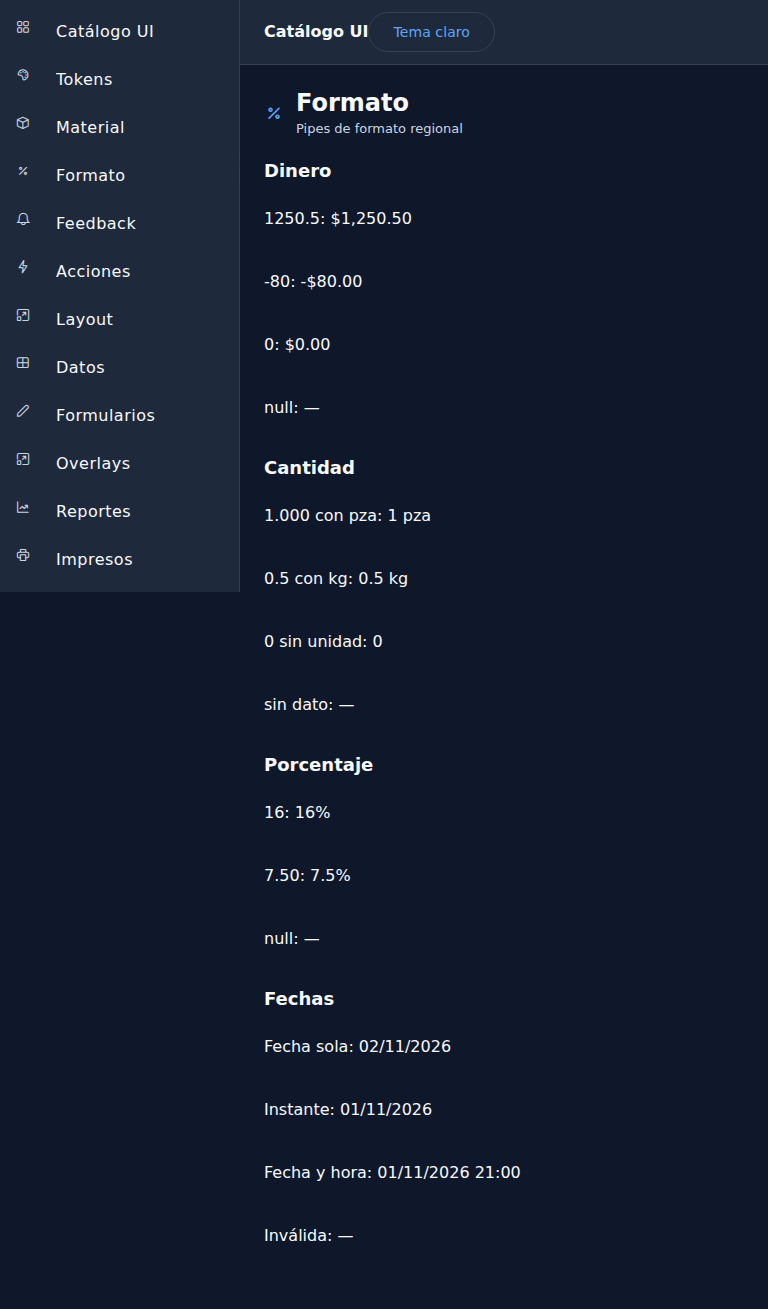 Catálogo UI
Tokens
Material
Formato
Feedback
Acciones
Layout
Datos
Formularios
Overlays
Reportes
Impresos
Catálogo UI
Tema claro
Formato
Pipes de formato regional
Dinero
1250.5: $1,250.50
-80: -$80.00
0: $0.00
null: —
Cantidad
1.000 con pza: 1 pza
0.5 con kg: 0.5 kg
0 sin unidad: 0
sin dato: —
Porcentaje
16: 16%
7.50: 7.5%
null: —
Fechas
Fecha sola: 02/11/2026
Instante: 01/11/2026
Fecha y hora: 01/11/2026 21:00
Inválida: —